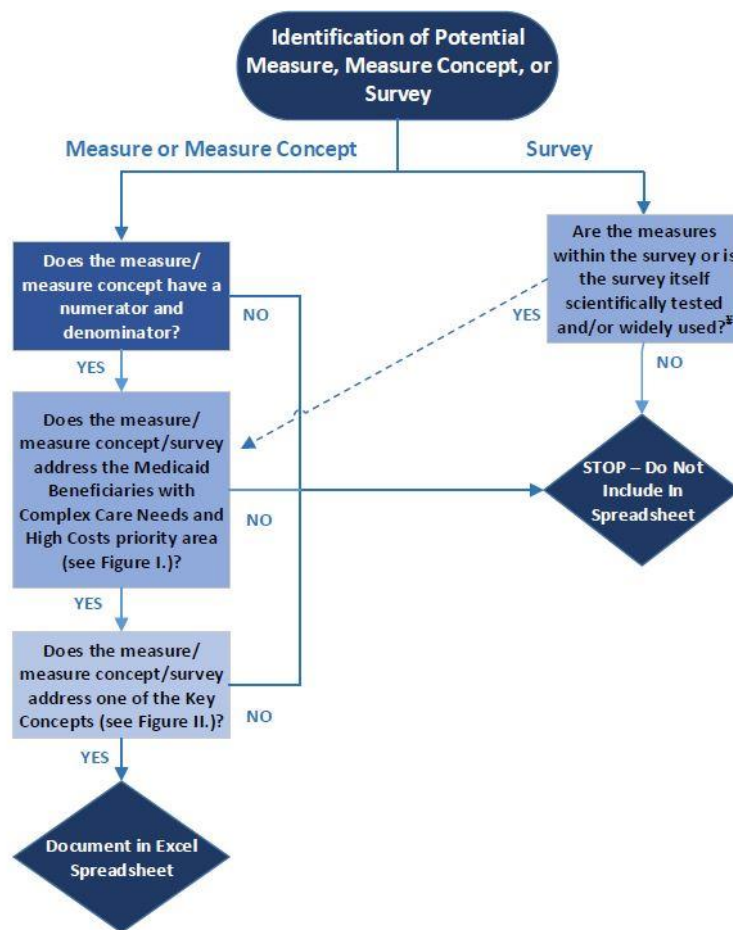 Identification of Potential
Measure, Measure Concept, or
Survey
Measure or Measure Concept
Survey
Does the measure/
measure concept have a
numerator and
denominator?
NO
YES
Are the measures
within the survey or is
the survey itself
scientifically tested
and/or widely used?¥
YES
NO
Does the measure/
measure concept/survey
address the Medicaid
Beneficiaries with
Complex Care Needs and
High Costs priority area
(see Figure I.)?
NO
YES
STOP – Do Not
Include In
Spreadsheet
Does the measure/
measure concept/survey
address one of the Key
Concepts (see Figure II.)?
NO
YES
Document in Excel
Spreadsheet